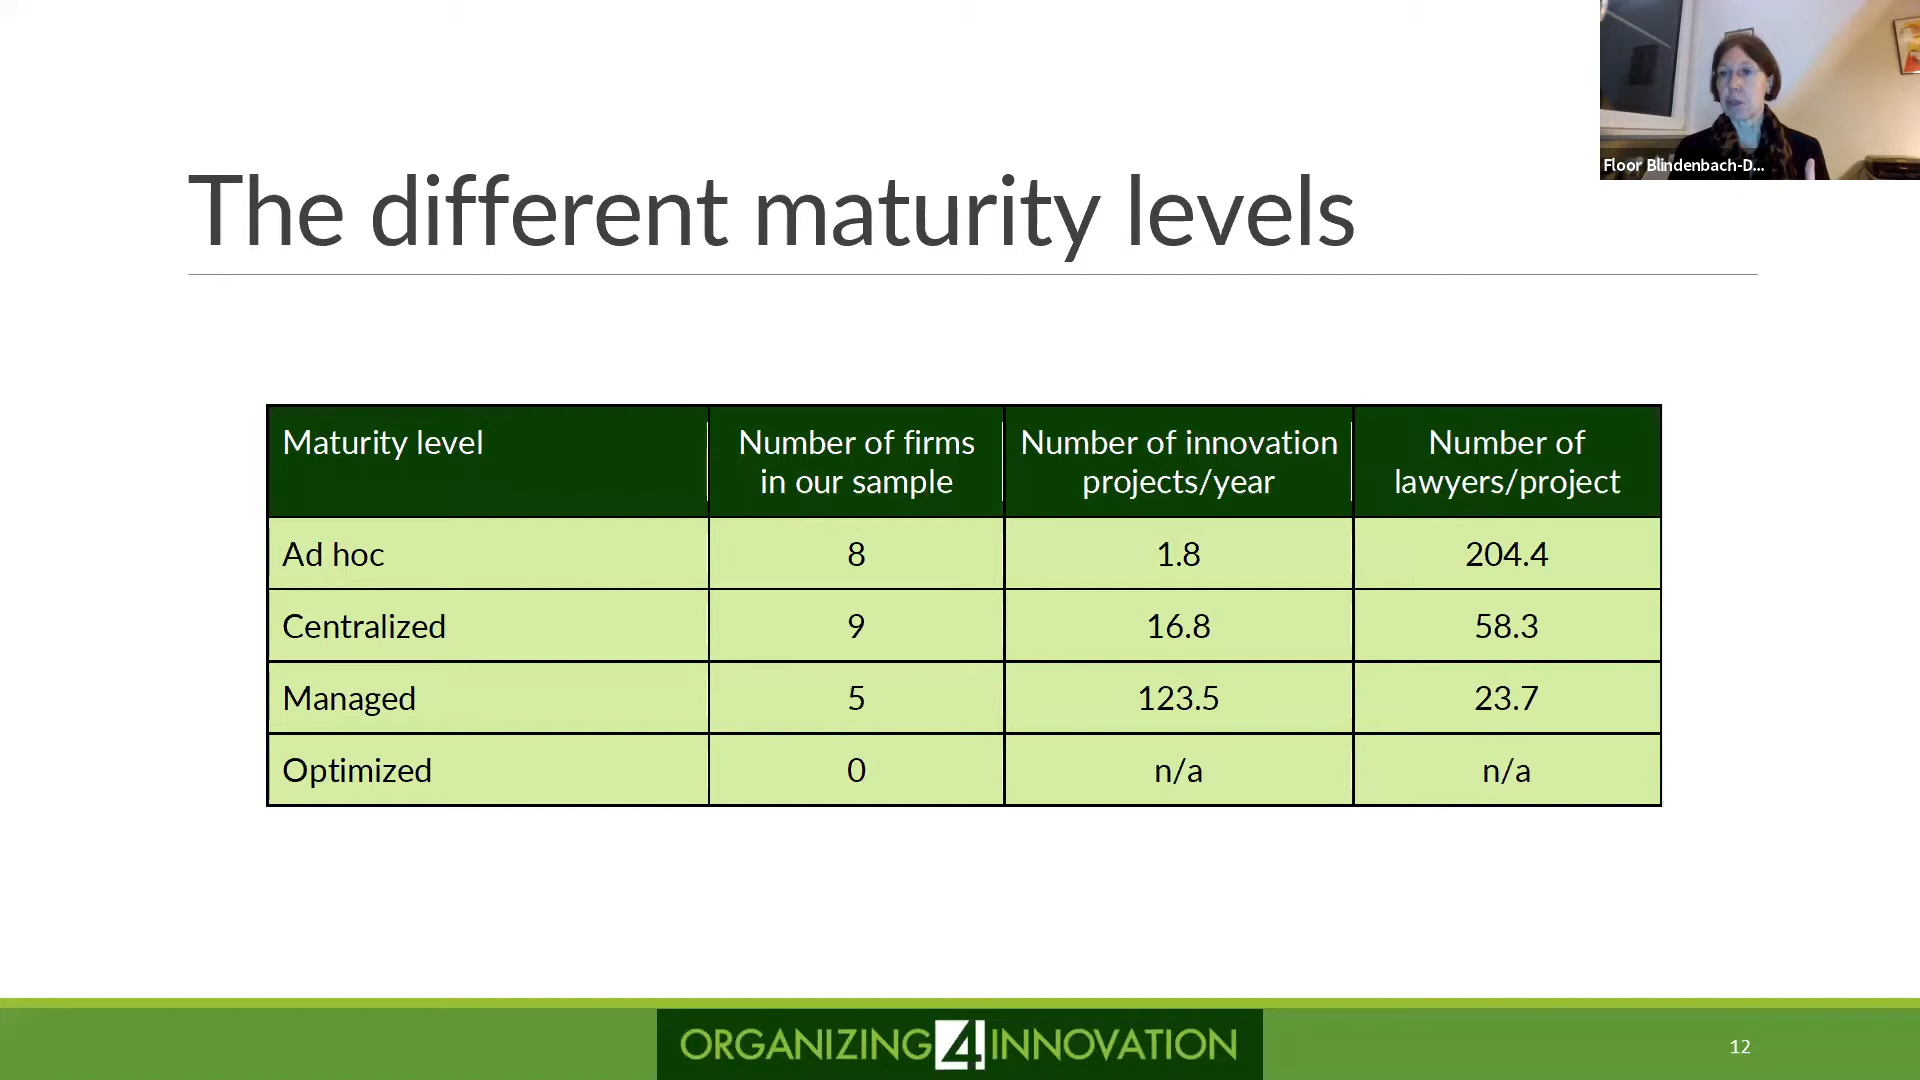 Floor Blindenbach-D...
The different maturity levels
Maturity level
Number of firms
in our sample
Number of innovation
projects/year
Number of
lawyers/project
Ad hoc
8
1.8
204.4
Centralized
9
16.8
58.3
Managed
5
123.5
23.7
Optimized
0
n/a
n/a
ORGANIZING4INNOVATION
12